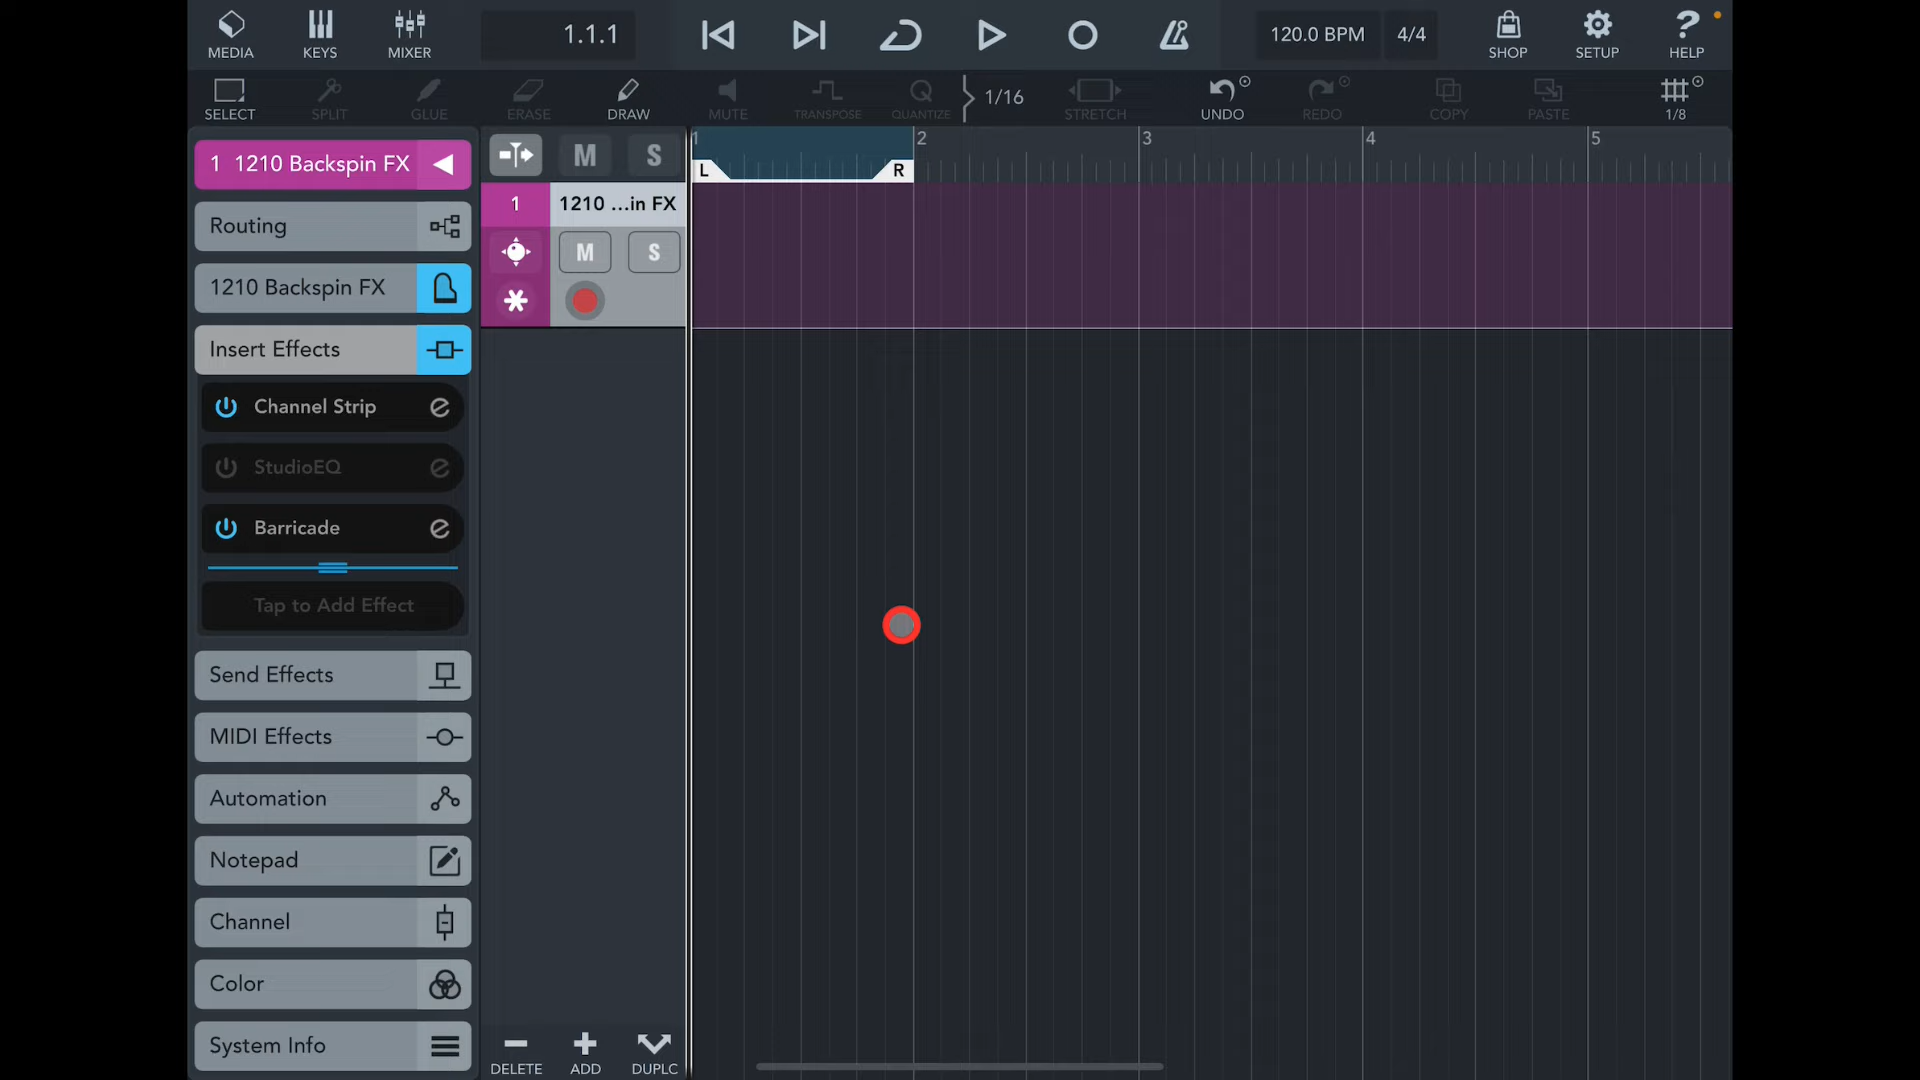 MEDIA
KEYS
MIXER
1.1.1
120.0 BPM
4/4
SHOP
SETUP
HELP
SELECT
SPLIT
GLUE
ERASE
DRAW
MUTE
TRANSPOSE
QUANTIZE
1/16
STRETCH
UNDO
REDO
COPY
PASTE
1/8
1 1210 Backspin FX
M S
1 2 3 4 5
L R
1 1210 ...in FX
M S
Routing
1210 Backspin FX
Insert Effects
Channel Strip
StudioEQ
Barricade
Tap to Add Effect
Send Effects
MIDI Effects
Automation
Notepad
Channel
Color
System Info
DELETE
ADD
DUPLC